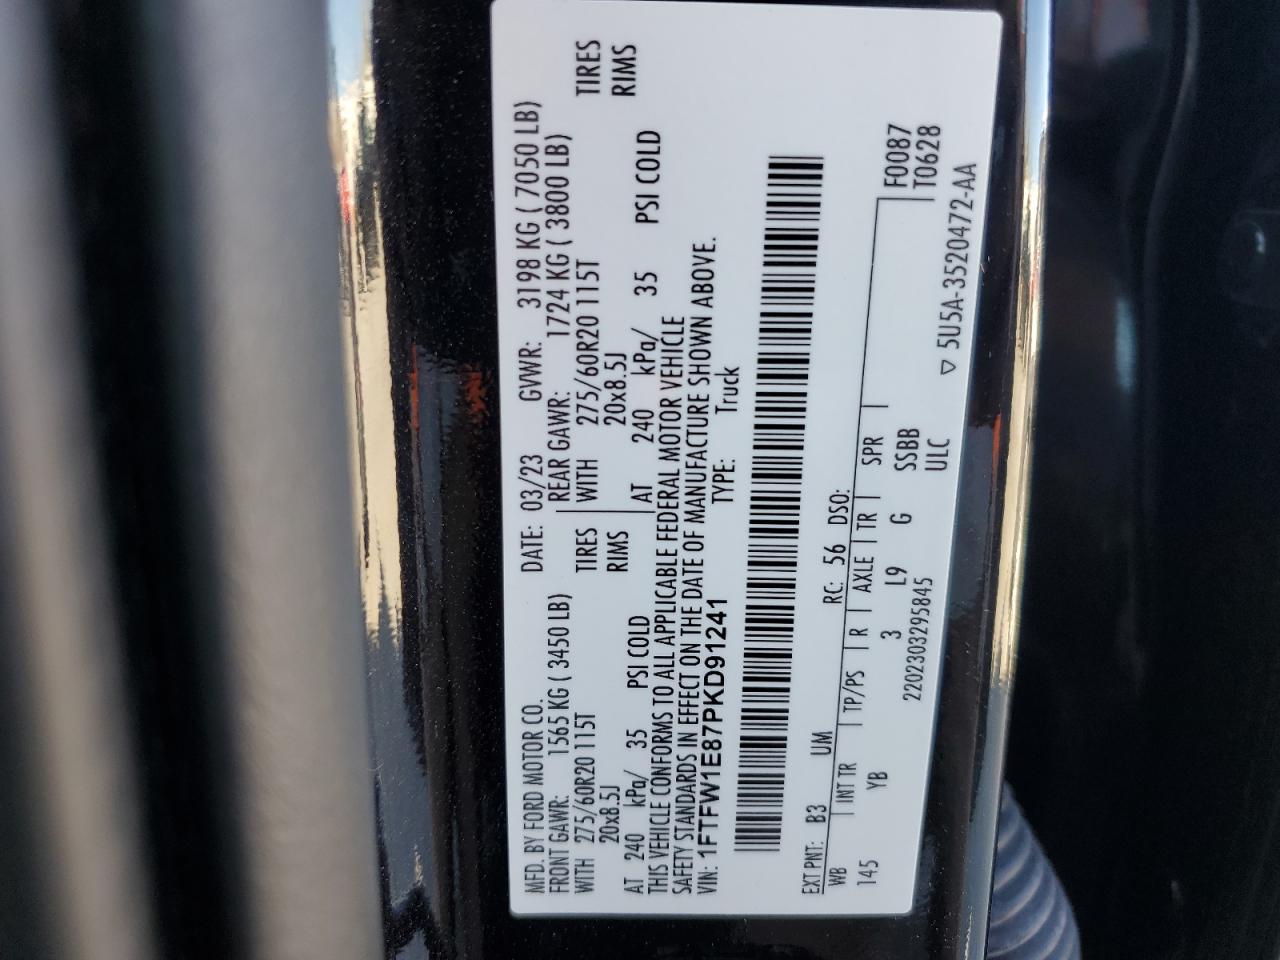 MFD. BY FORD MOTOR CO.
DATE: 03/23 GVWR: 3198 KG ( 7050 LB)
FRONT GAWR: 1565 KG ( 3450 LB)
REAR GAWR: 1724 KG ( 3800 LB)
WITH 275/60R20 115T TIRES
WITH 275/60R20 115T TIRES
20x8.5J RIMS
20x8.5J RIMS
AT 240 kPa/ 35 PSI COLD
AT 240 kPa/ 35 PSI COLD
THIS VEHICLE CONFORMS TO ALL APPLICABLE FEDERAL MOTOR VEHICLE
SAFETY STANDARDS IN EFFECT ON THE DATE OF MANUFACTURE SHOWN ABOVE.
VIN: 1FTFW1E87PKD91241 TYPE: Truck
EXT PNT: B3 UM RC: 56 DSO:
WB INT TR TP/PS R AXLE TR SPR F0087
145 YB 3 L9 G SSBB T0628
2202303295845 ULC
▽ 5U5A-3520472-AA